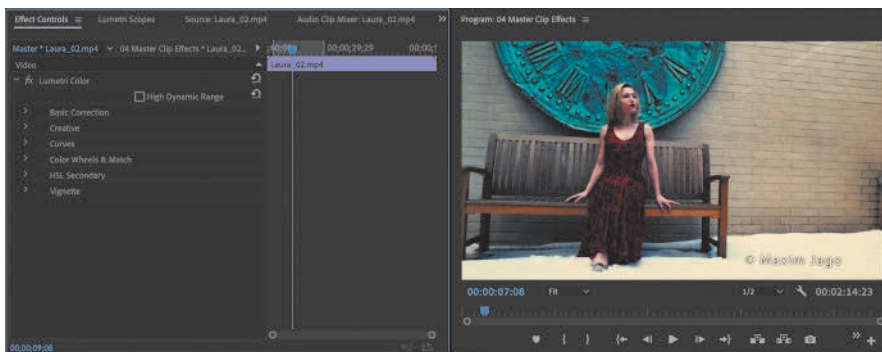 Effect Controls
Lumetri Scopes
Source: Laura_02.mp4
Audio Clip Mixer: Laura_02.mp4
Program: 04 Master Clip Effects
Master * Laura_02.mp4
04 Master Clip Effects * Laura_02...
00;00;29;29
Video
Laura_02.mp4
fx Lumetri Color
High Dynamic Range
Basic Correction
Creative
Curves
Color Wheels & Match
HSL Secondary
Vignette
© Maxim Jago
00:00:07:08
Fit
1/2
00:02:14:23
00;00;09;08